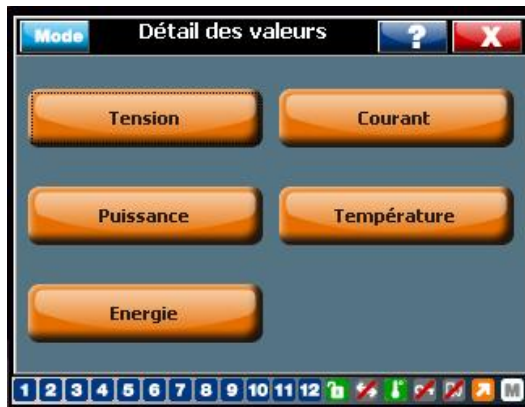 Mode Détail des valeurs ? X
Tension Courant
Puissance Température
Energie
1 2 3 4 5 6 7 8 9 10 11 12 M